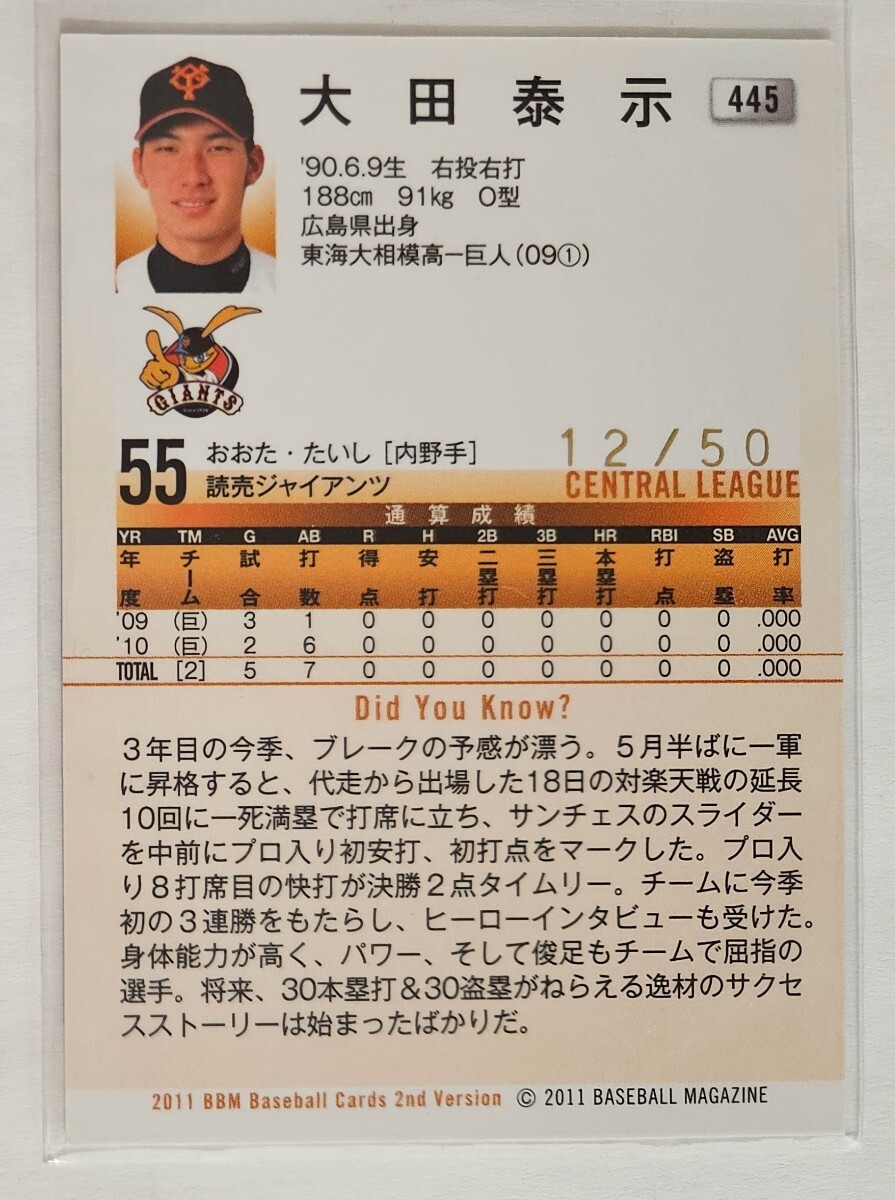 大田泰示 445
'90.6.9生 右投右打
188㎝ 91kg O型
広島県出身
東海大相模高ー巨人(09①)
GIANTS
55 おおた・たいし[内野手] 12/50
読売ジャイアンツ CENTRAL LEAGUE
通算成績
YR TM G AB R H 2B 3B HR RBI SB AVG
年度 チーム 試合 打数 得点 安打 二塁打 三塁打 本塁打 打点 盗塁 打率
'09 (巨) 3 1 0 0 0 0 0 0 0 .000
'10 (巨) 2 6 0 0 0 0 0 0 0 .000
TOTAL [2] 5 7 0 0 0 0 0 0 0 .000
Did You Know?
3年目の今季、ブレークの予感が漂う。5月半ばに一軍
に昇格すると、代走から出場した18日の対楽天戦の延長
10回に一死満塁で打席に立ち、サンチェスのスライダー
を中前にプロ入り初安打、初打点をマークした。プロ入
り8打席目の快打が決勝2点タイムリー。チームに今季
初の3連勝をもたらし、ヒーローインタビューも受けた。
身体能力が高く、パワー、そして俊足もチームで屈指の
選手。将来、30本塁打&30盗塁がねらえる逸材のサクセ
スストーリーは始まったばかりだ。
2011 BBM Baseball Cards 2nd Version © 2011 BASEBALL MAGAZINE